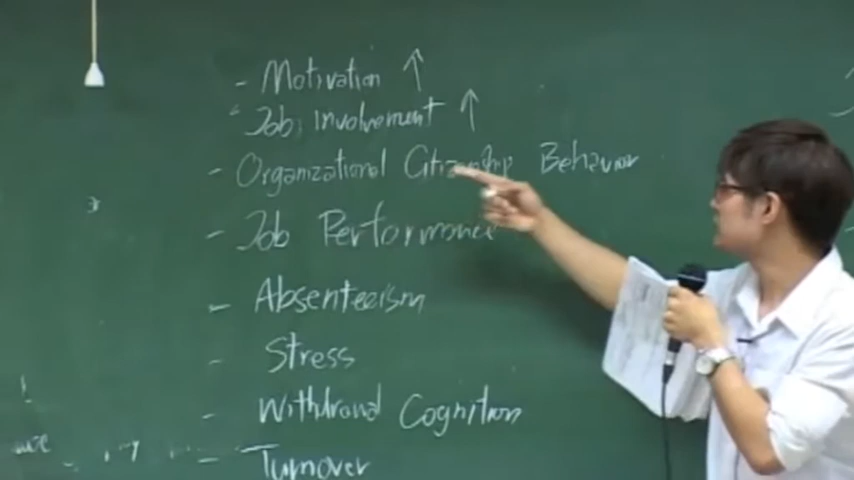 - Motivation ↑
- Job Involvement ↑
- Organizational Citizenship Behavior
- Job Performance
- Absenteeism
- Stress
- Withdrawal Cognition
- Turnover